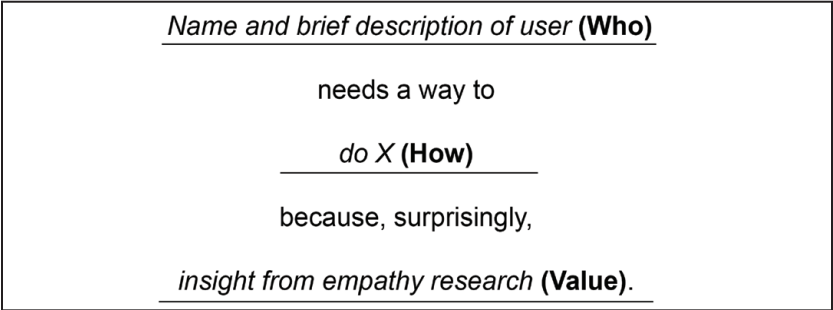 Name and brief description of user (Who)
needs a way to
do X (How)
because, surprisingly,
insight from empathy research (Value).